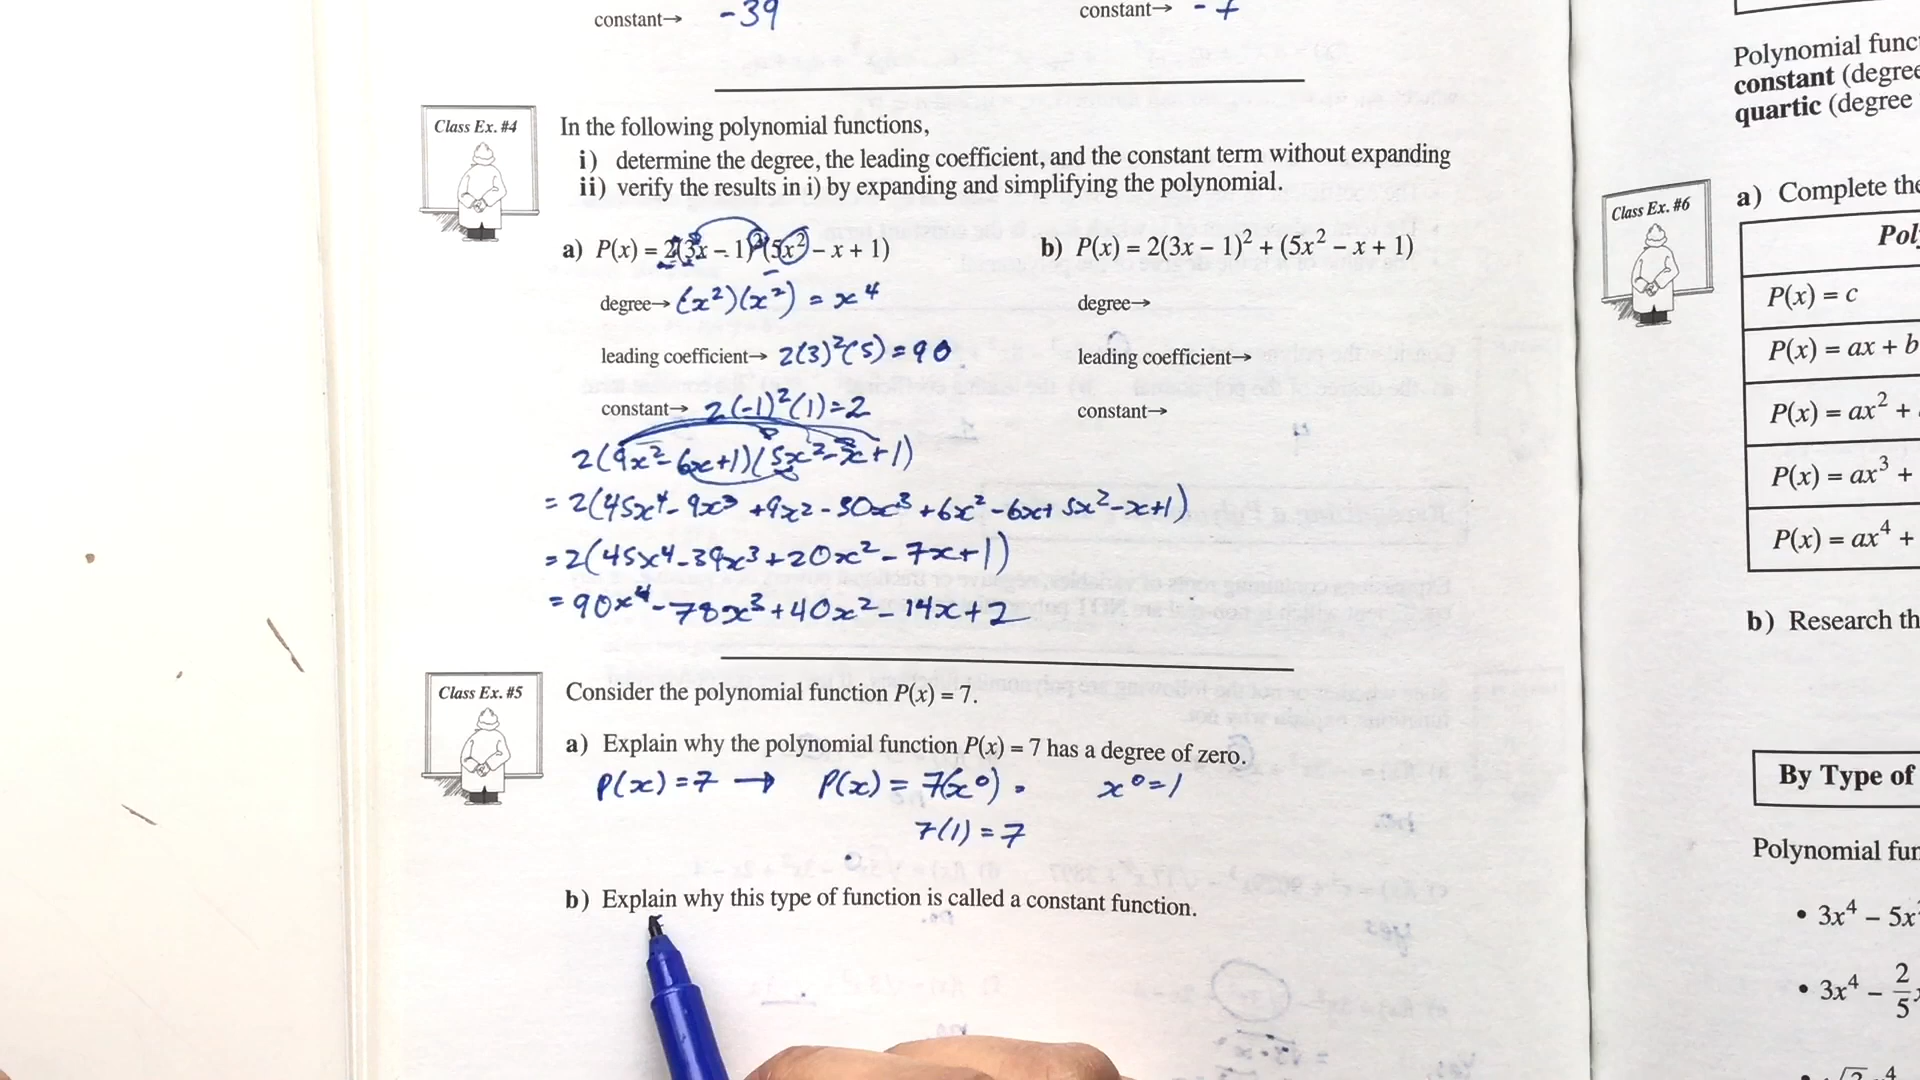 constant→ -39
constant→ -7
Class Ex. #4
In the following polynomial functions,
i) determine the degree, the leading coefficient, and the constant term without expanding
ii) verify the results in i) by expanding and simplifying the polynomial.
a) P(x) = 2(3x – 1)²(5x² – x + 1)
degree→ (x²)(x²) = x⁴
leading coefficient→ 2(3)²(5) = 90
constant→ 2(-1)²(1) = 2
2(9x² - 6x + 1)(5x² - x + 1)
= 2(45x⁴ - 9x³ + 9x² - 30x³ + 6x² - 6x + 5x² - x + 1)
= 2(45x⁴ - 39x³ + 20x² - 7x + 1)
= 90x⁴ - 78x³ + 40x² - 14x + 2
b) P(x) = 2(3x – 1)² + (5x² – x + 1)
degree→
leading coefficient→
constant→
Class Ex. #5
Consider the polynomial function P(x) = 7.
a) Explain why the polynomial function P(x) = 7 has a degree of zero.
P(x) = 7 → P(x) = 7(x⁰). x⁰ = 1
7(1) = 7
b) Explain why this type of function is called a constant function.
Polynomial func
constant (degree
quartic (degree
Class Ex. #6
a) Complete the
Pol
P(x) = c
P(x) = ax + b
P(x) = ax² +
P(x) = ax³ +
P(x) = ax⁴ +
b) Research th
By Type of
Polynomial fun
• 3x⁴ – 5x
• 3x⁴ – 2/5